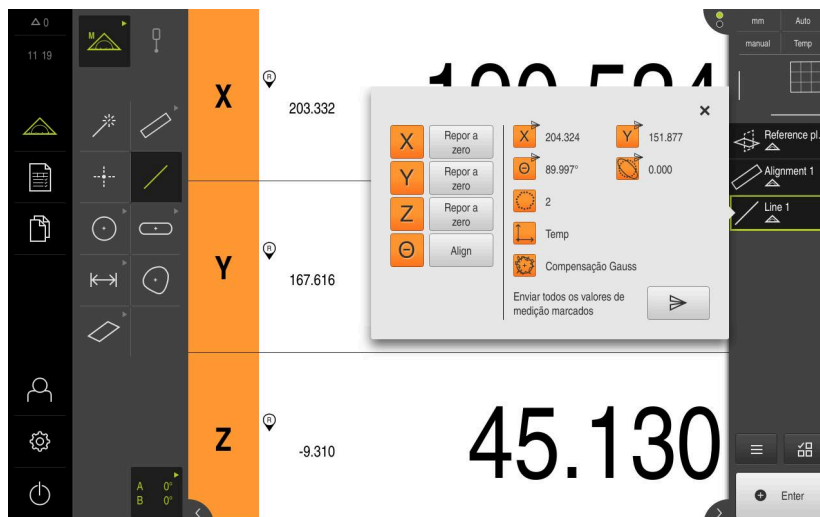 0
11 19
M
A 0°
B 0°
X
R
203.332
Y
R
167.616
Z
R
-9.310
45.130
X
Repor a
zero
Y
Repor a
zero
Z
Repor a
zero
Θ
Align
X 204.324
Y 151.877
Θ 89.997°
0.000
2
Temp
Compensação Gauss
Enviar todos os valores de
medição marcados
mm Auto
manual Temp
Reference pl.
Alignment 1
Line 1
Enter